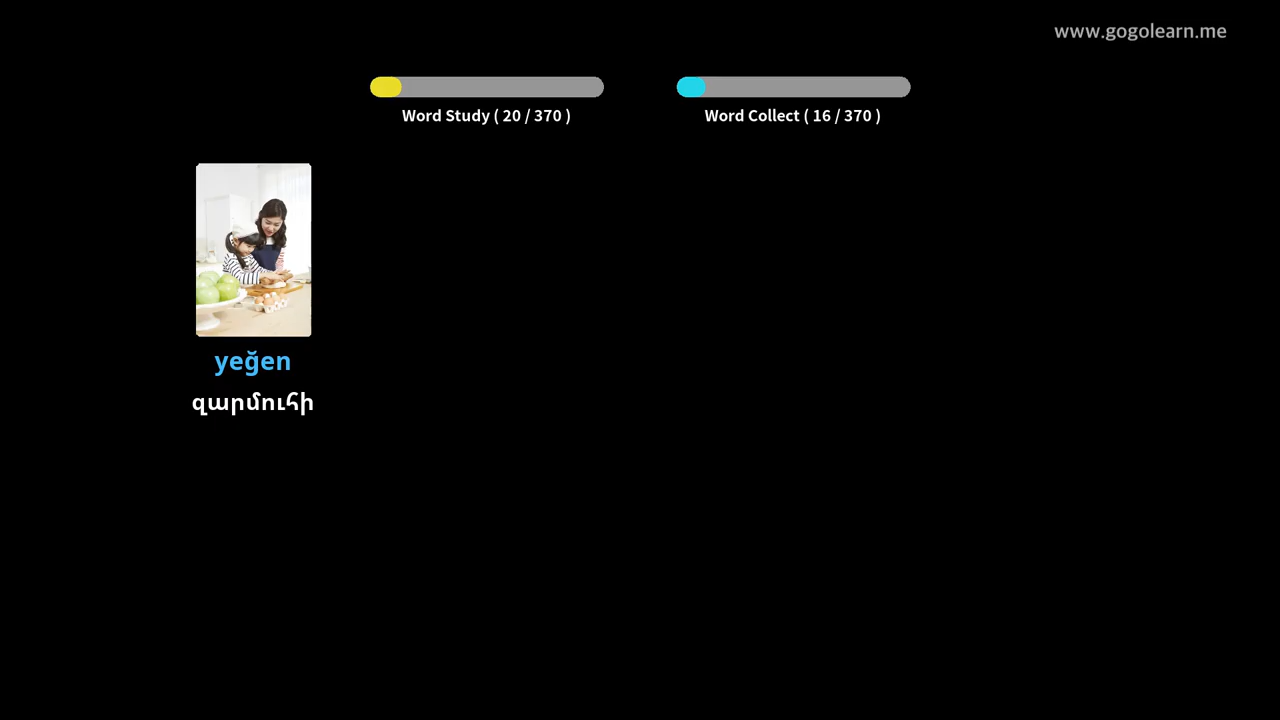 www.gogolearn.me
Word Study ( 20 / 370 )
Word Collect ( 16 / 370 )
yeğen
զարմուհի